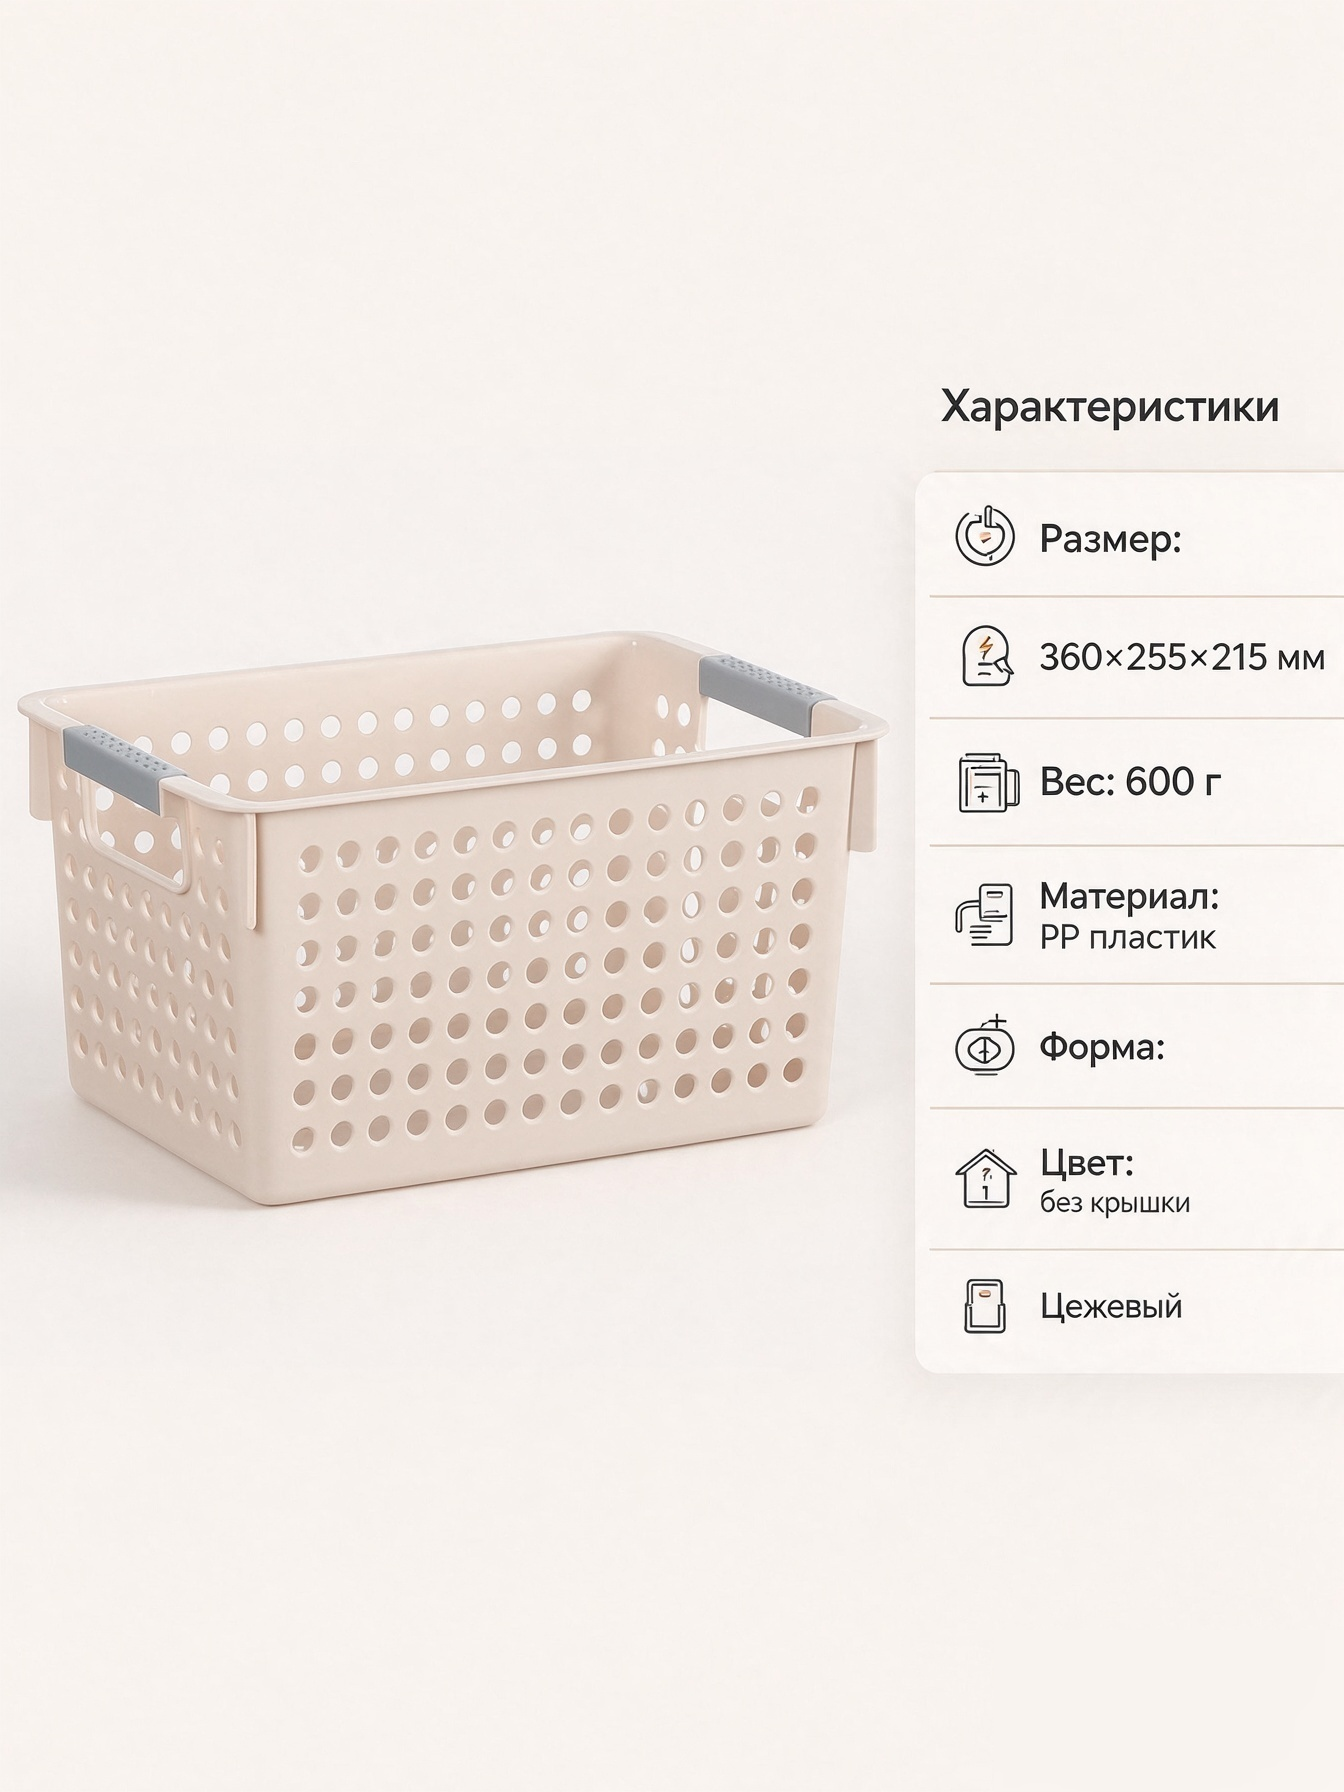 Характеристики
Размер:
360×255×215 мм
Вес: 600 г
Материал:
PP пластик
Форма:
Цвет:
без крышки
Цежевый